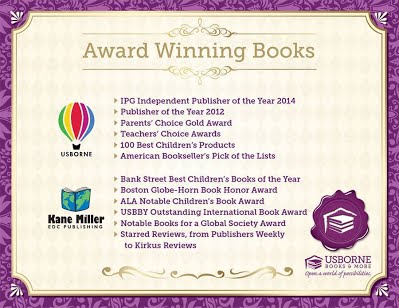 Award Winning Books
IPG Independent Publisher of the Year 2014
Publisher of the Year 2012
Parents' Choice Gold Award
Teachers' Choice Awards
100 Best Children's Products
American Bookseller's Pick of the Lists
USBORNE
Bank Street Best Children's Books of the Year
Boston Globe-Horn Book Honor Award
ALA Notable Children's Book Award
USBBY Outstanding International Book Award
Notable Books for a Global Society Award
Starred Reviews, from Publishers Weekly
to Kirkus Reviews
Kane Miller
EDC PUBLISHING
USBORNE
BOOKS & MORE
Open a world of possibilities.